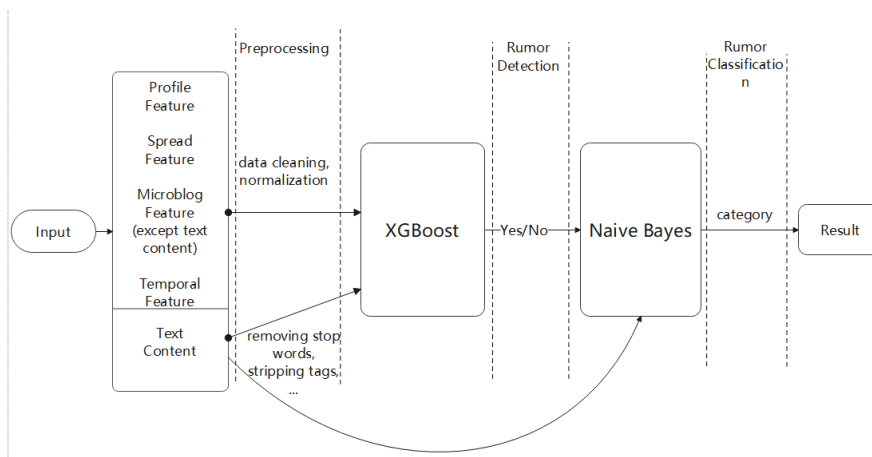 Input
Profile
Feature
Spread
Feature
Microblog
Feature
(except text
content)
Temporal
Feature
Text
Content
Preprocessing
data cleaning,
normalization
removing stop
words,
stripping tags,
...
XGBoost
Rumor
Detection
Yes/No
Naive Bayes
Rumor
Classificatio
n
category
Result